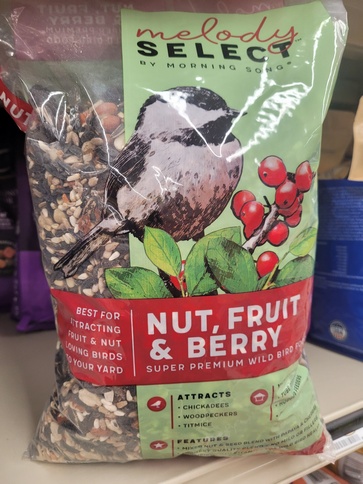 melody
SELECT
BY MORNING SONG
NUT
BEST FOR
ATTRACTING
FRUIT & NUT
LOVING BIRDS
TO YOUR YARD
NUT, FRUIT
& BERRY
SUPER PREMIUM WILD BIRD
ATTRACTS
• CHICKADEES
• WOODPECKERS
• TITMICE
FEATURES